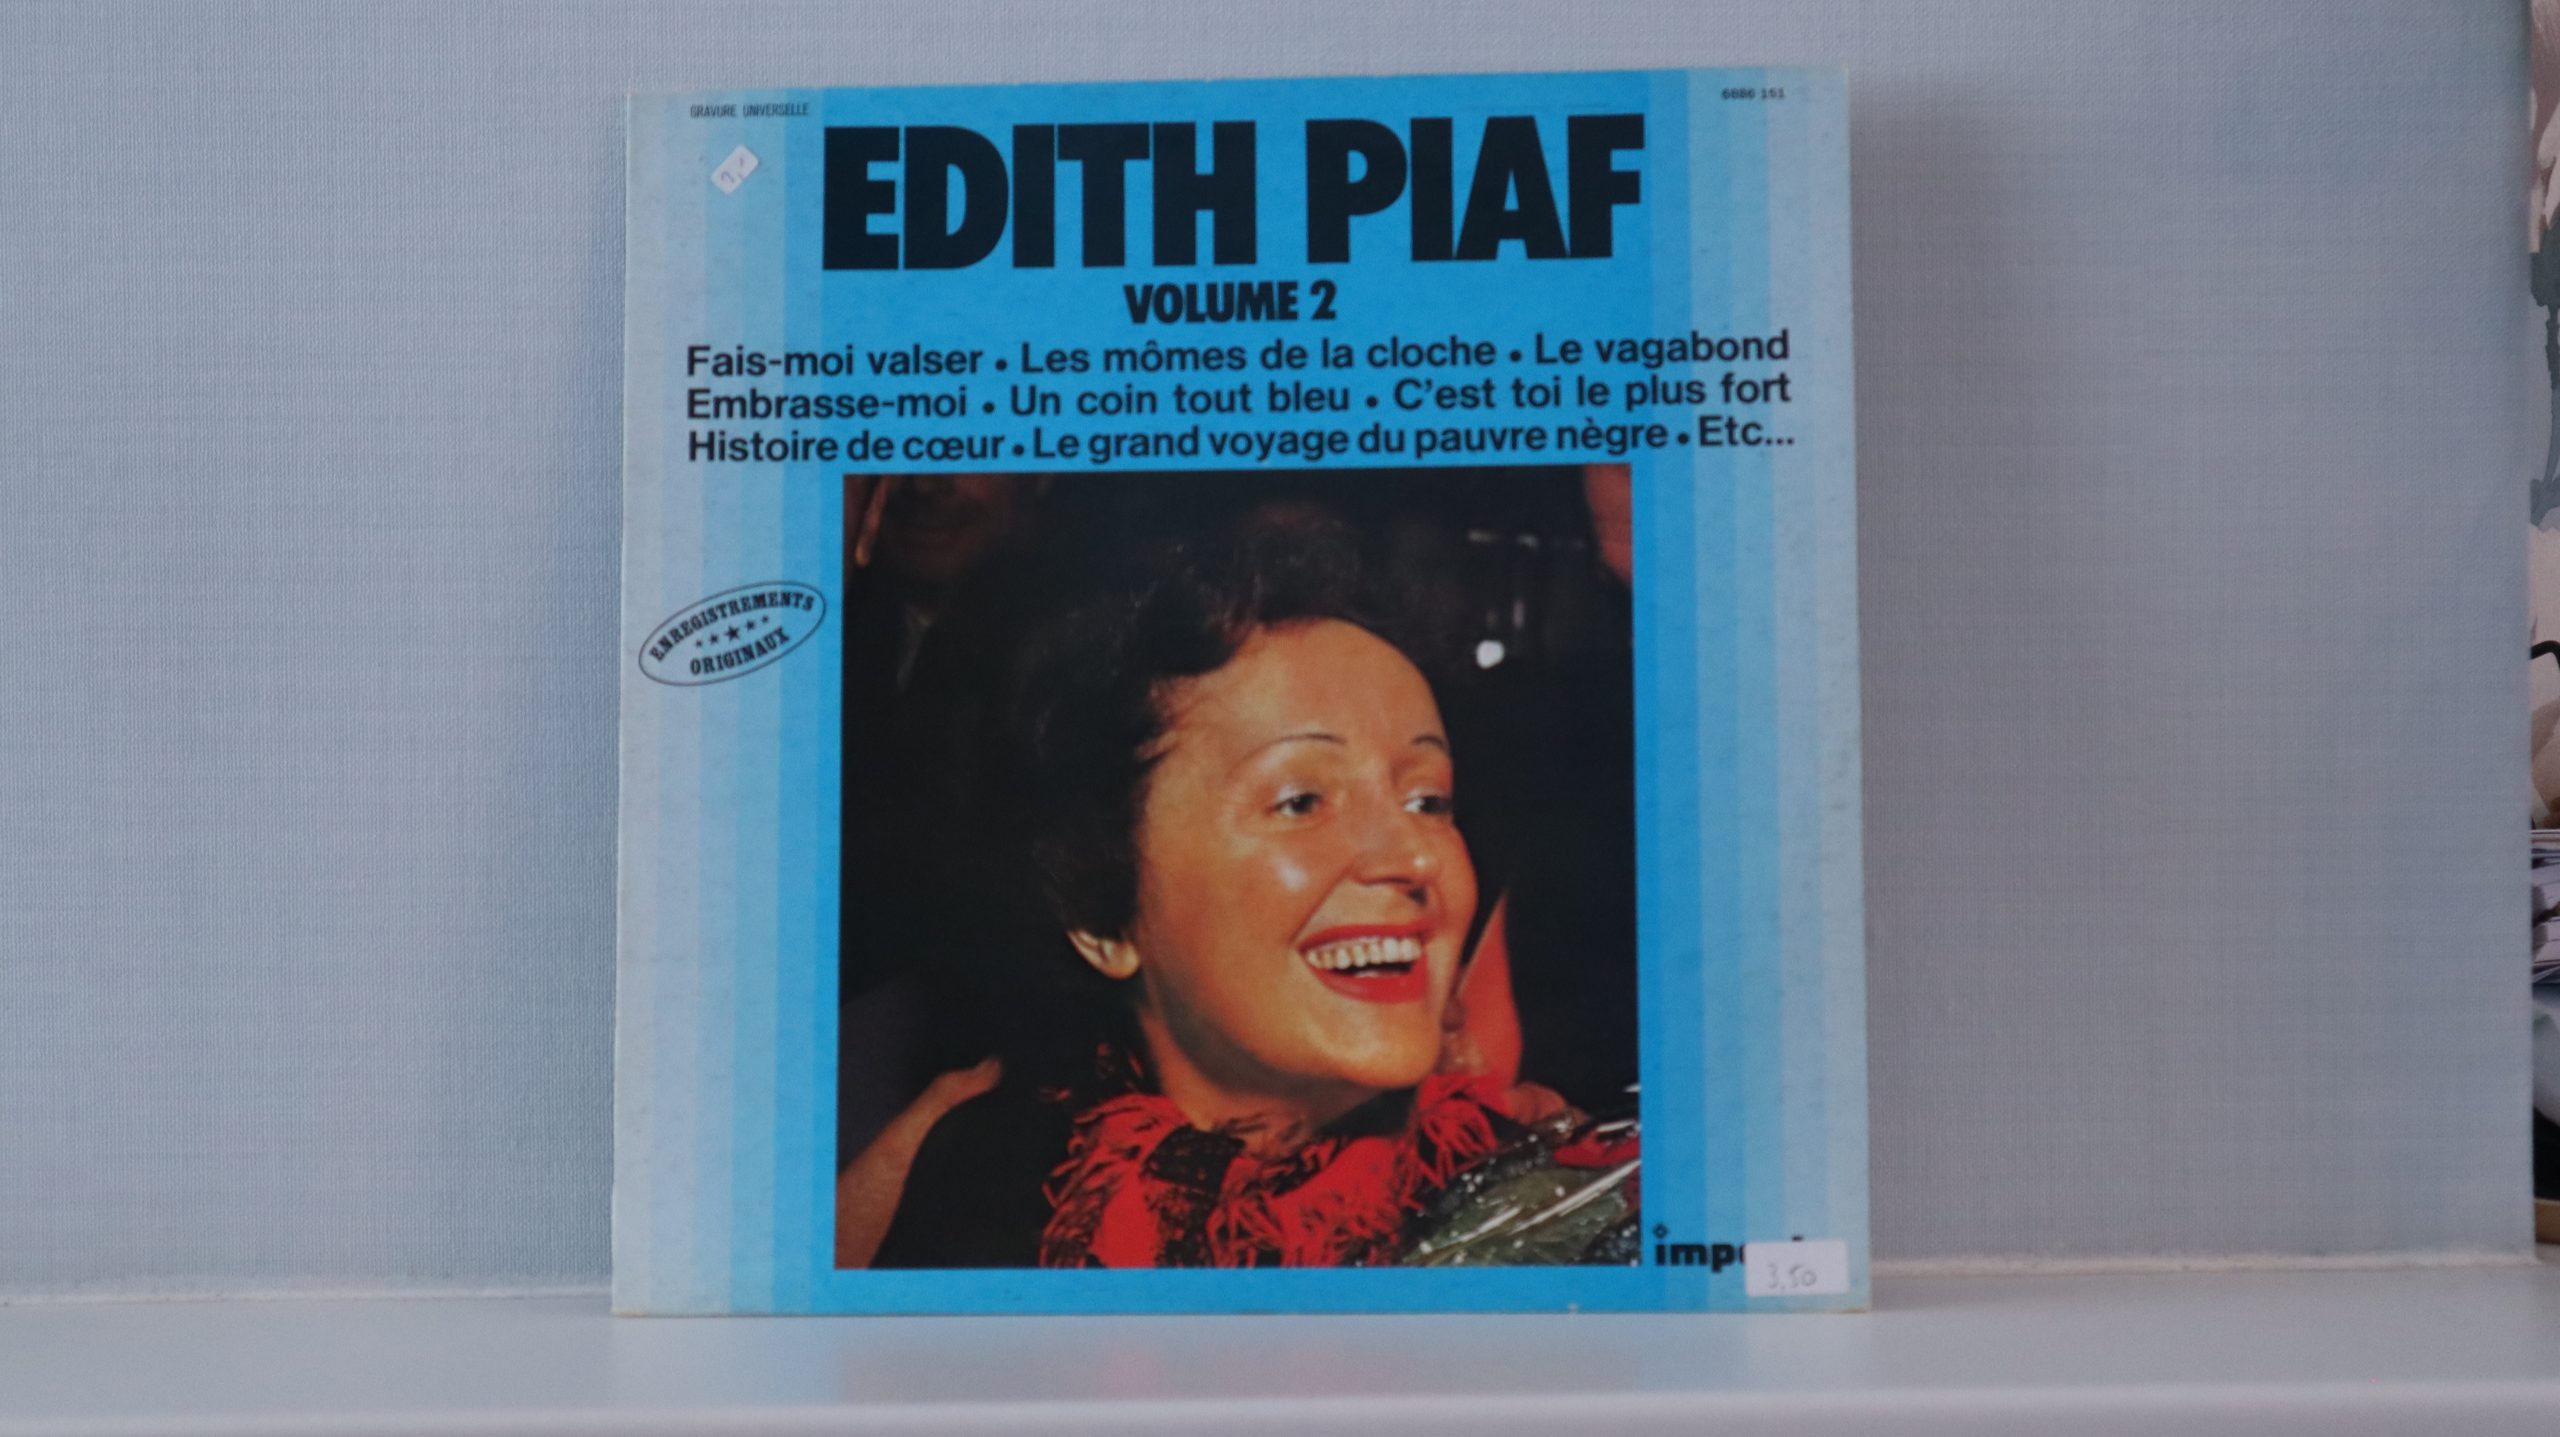 GRAVURE UNIVERSELLE
6886 151
EDITH PIAF
VOLUME 2
Fais-moi valser • Les mômes de la cloche • Le vagabond
Embrasse-moi • Un coin tout bleu • C'est toi le plus fort
Histoire de cœur • Le grand voyage du pauvre nègre • Etc...
ENREGISTREMENTS
ORIGINAUX
3,50